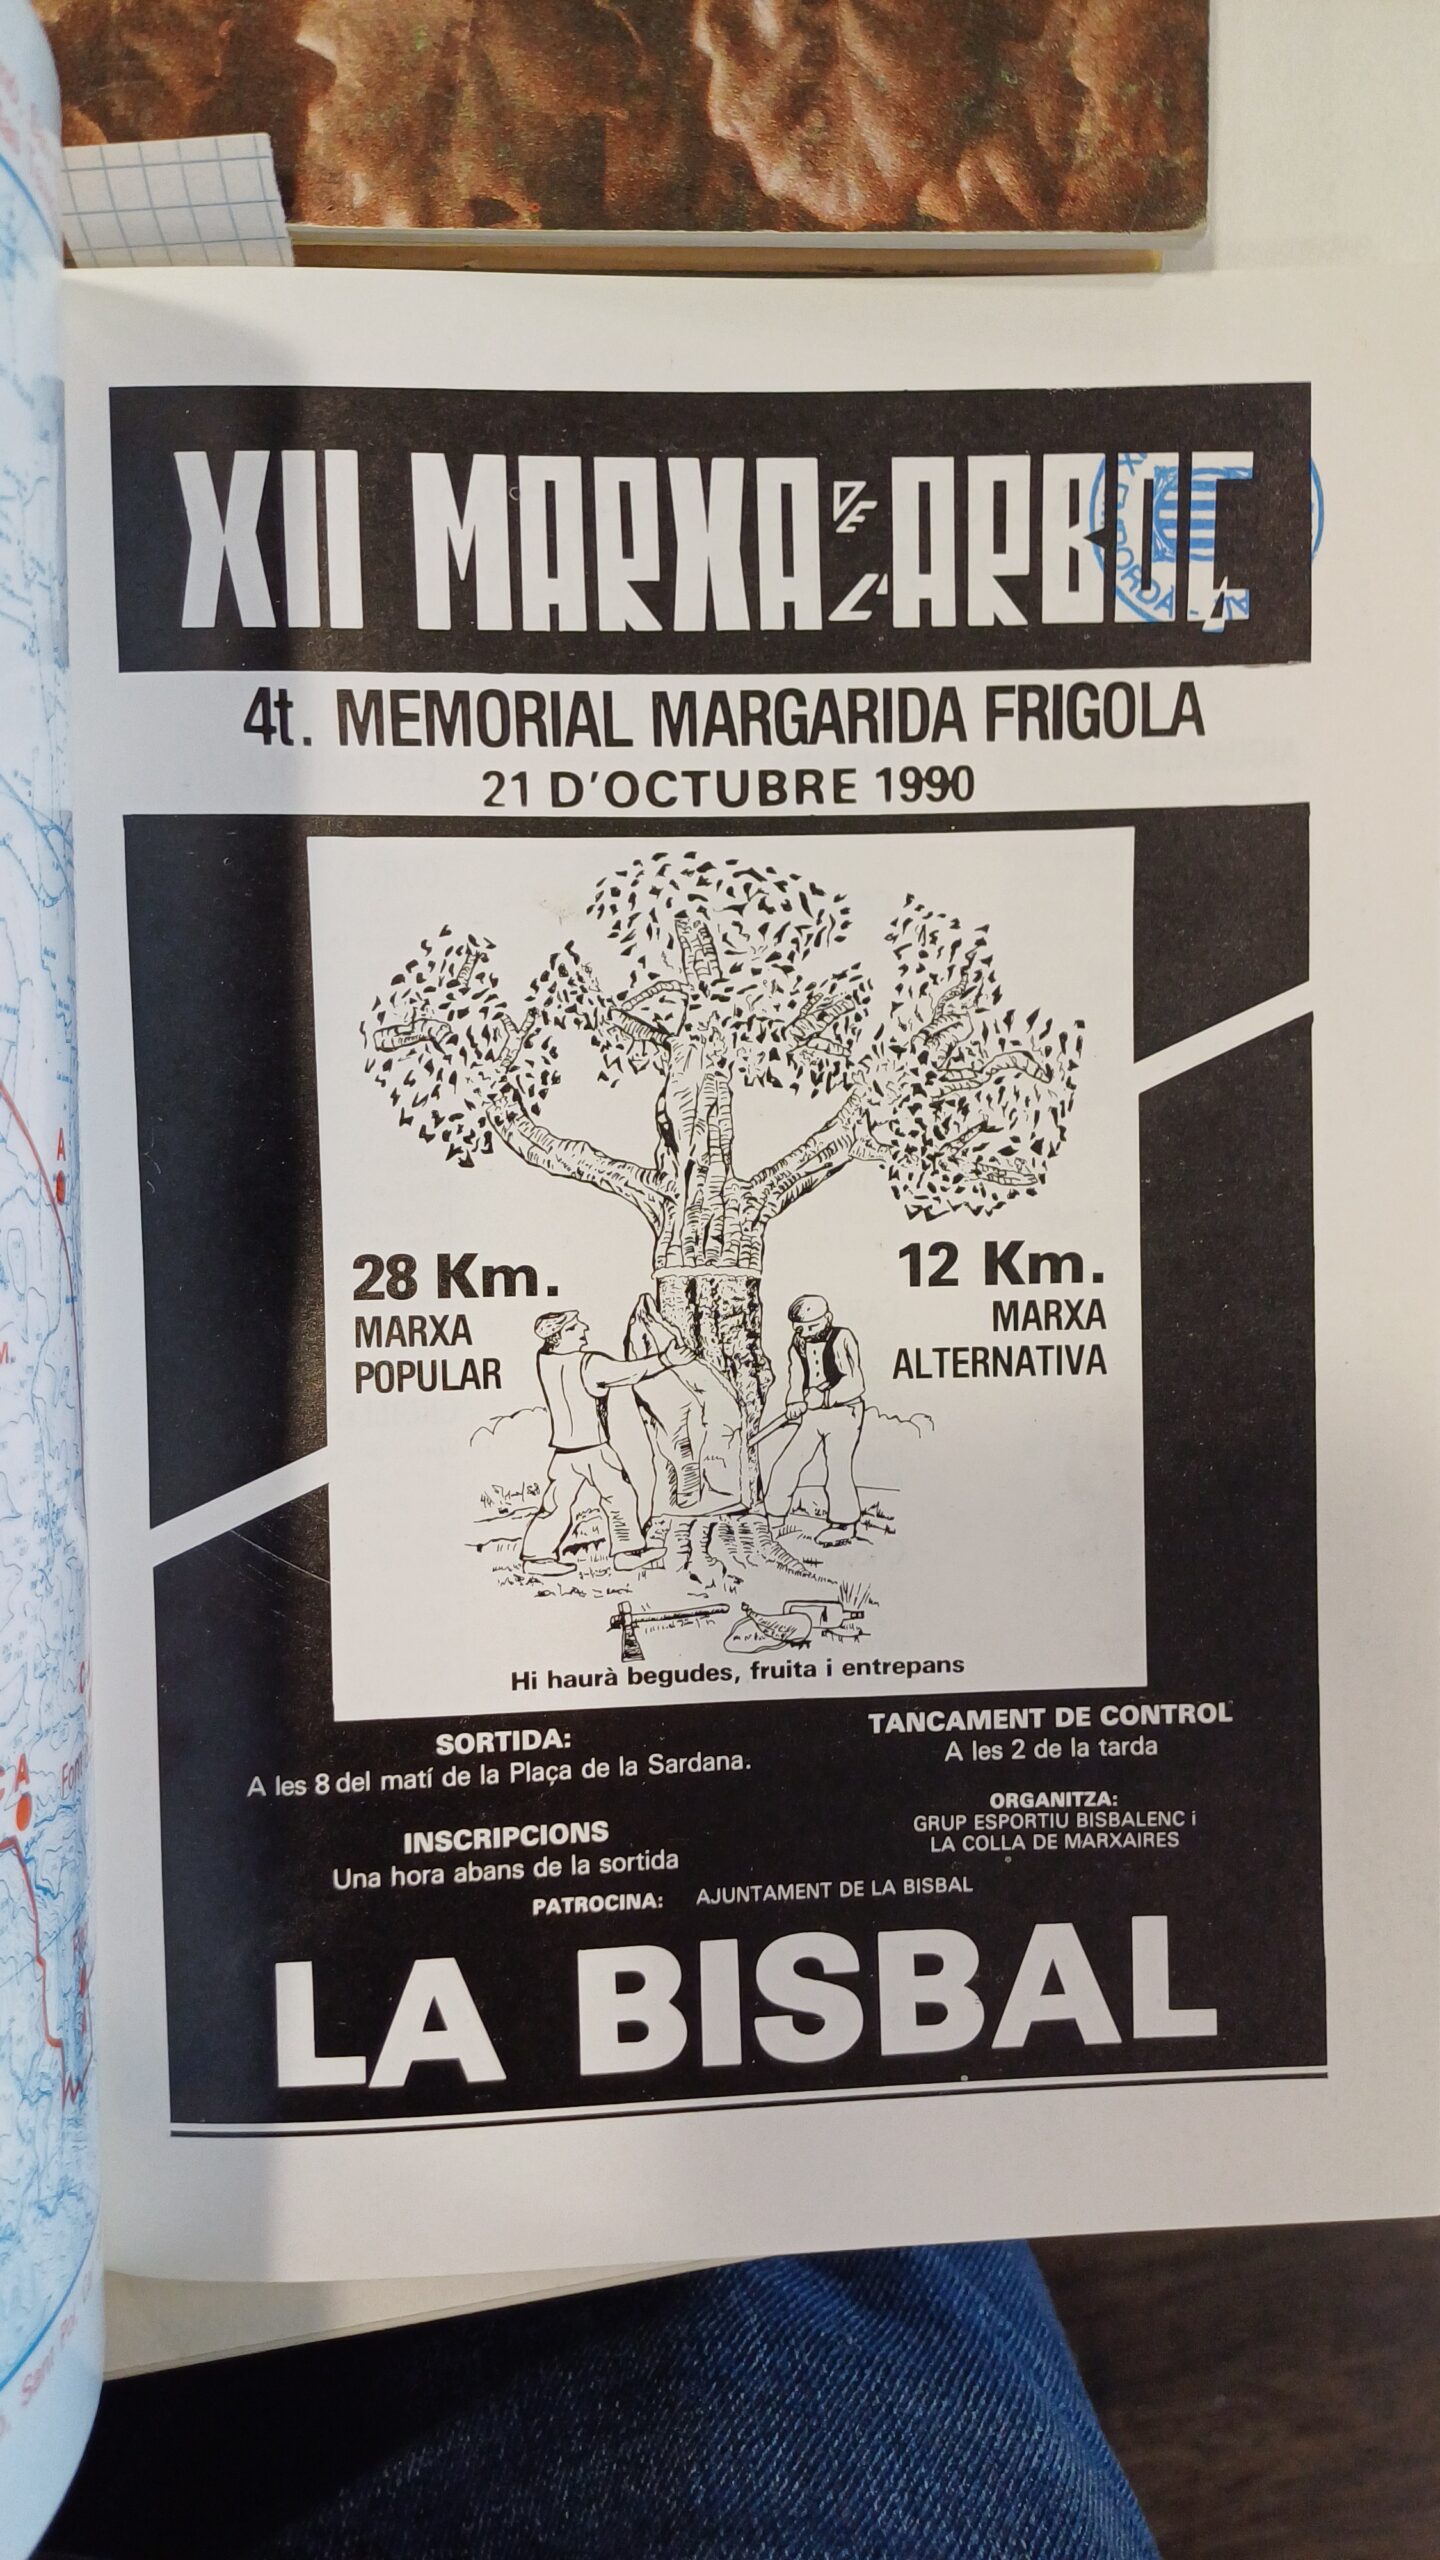 XII MARXA DE L'ARBOÇ
4t. MEMORIAL MARGARIDA FRIGOLA
21 D'OCTUBRE 1990
28 Km.
MARXA
POPULAR
12 Km.
MARXA
ALTERNATIVA
Hi haurà begudes, fruita i entrepans
SORTIDA:
A les 8 del matí de la Plaça de la Sardana.
TANCAMENT DE CONTROL
A les 2 de la tarda
INSCRIPCIONS
Una hora abans de la sortida
ORGANITZA:
GRUP ESPORTIU BISBALENC i
LA COLLA DE MARXAIRES
PATROCINA: AJUNTAMENT DE LA BISBAL
LA BISBAL